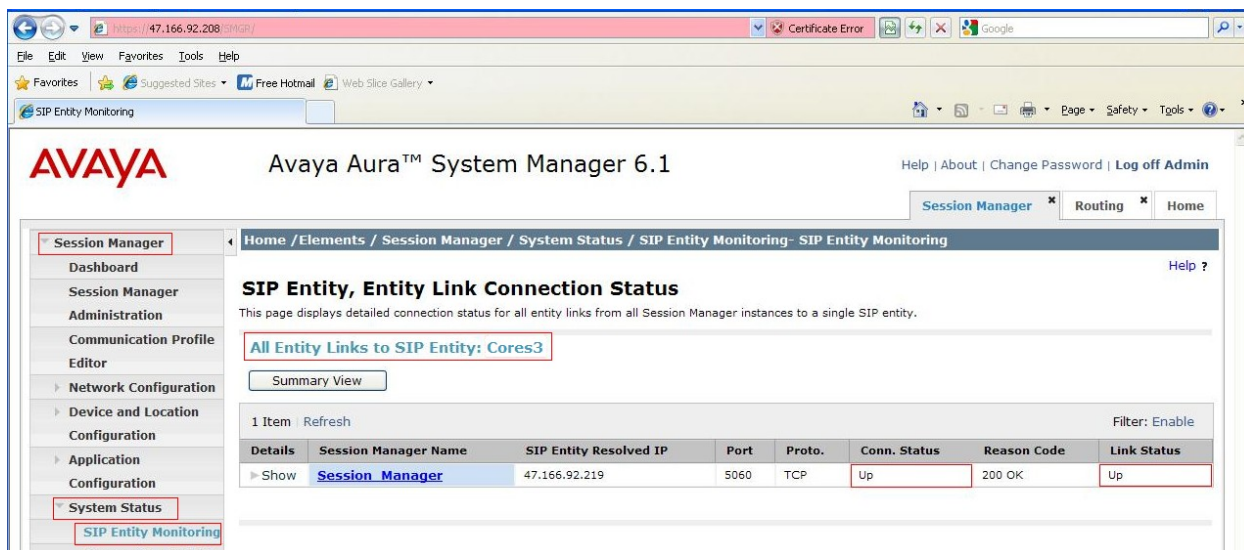 https://47.166.92.208/SMGR/
Certificate Error
Google
File Edit View Favorites Tools Help
Favorites Suggested Sites Free Hotmail Web Slice Gallery
SIP Entity Monitoring
Page Safety Tools
AVAYA
Avaya Aura™ System Manager 6.1
Help | About | Change Password | Log off Admin
Session Manager × Routing × Home
Session Manager
Dashboard
Session Manager
Administration
Communication Profile
Editor
Network Configuration
Device and Location
Configuration
Application
Configuration
System Status
SIP Entity Monitoring
Home /Elements / Session Manager / System Status / SIP Entity Monitoring- SIP Entity Monitoring
Help ?
SIP Entity, Entity Link Connection Status
This page displays detailed connection status for all entity links from all Session Manager instances to a single SIP entity.
All Entity Links to SIP Entity: Cores3
Summary View
1 Item | Refresh
Filter: Enable
Details Session Manager Name SIP Entity Resolved IP Port Proto. Conn. Status Reason Code Link Status
Show Session Manager 47.166.92.219 5060 TCP Up 200 OK Up